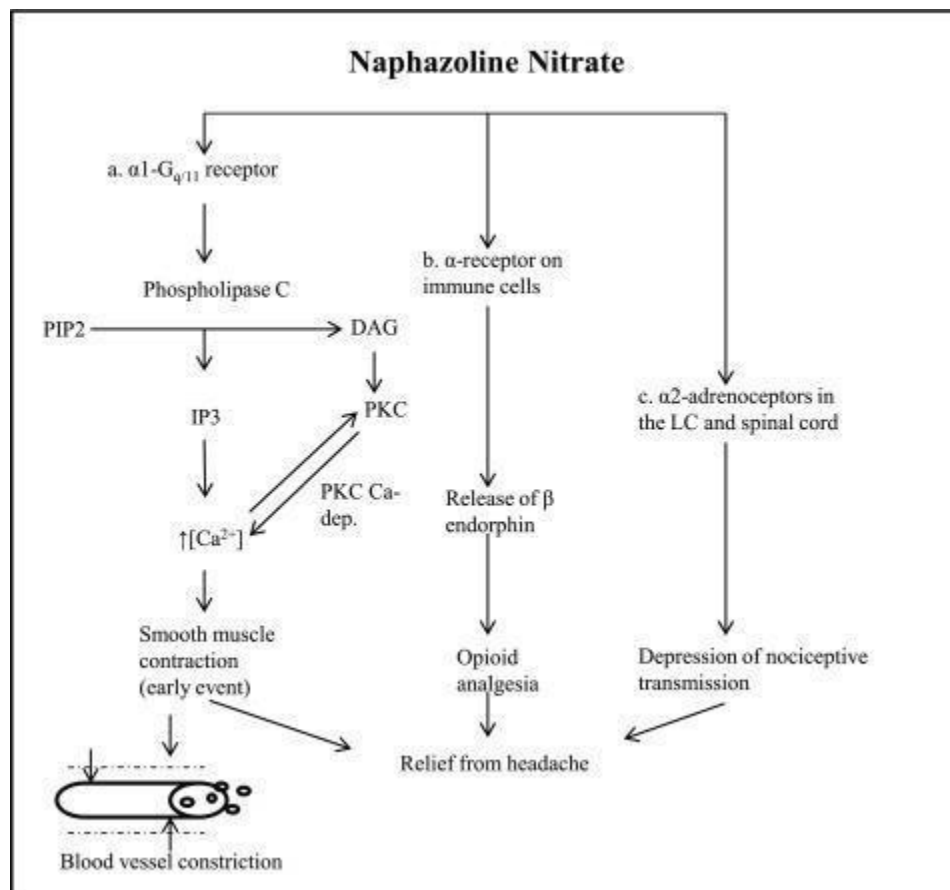 Naphazoline Nitrate
a. α1-Gq/11 receptor
Phospholipase C
PIP2
DAG
IP3
PKC
PKC Ca-
dep.
↑[Ca²⁺]
Smooth muscle
contraction
(early event)
Blood vessel constriction
b. α-receptor on
immune cells
Release of β
endorphin
Opioid
analgesia
c. α2-adrenoceptors in
the LC and spinal cord
Depression of nociceptive
transmission
Relief from headache